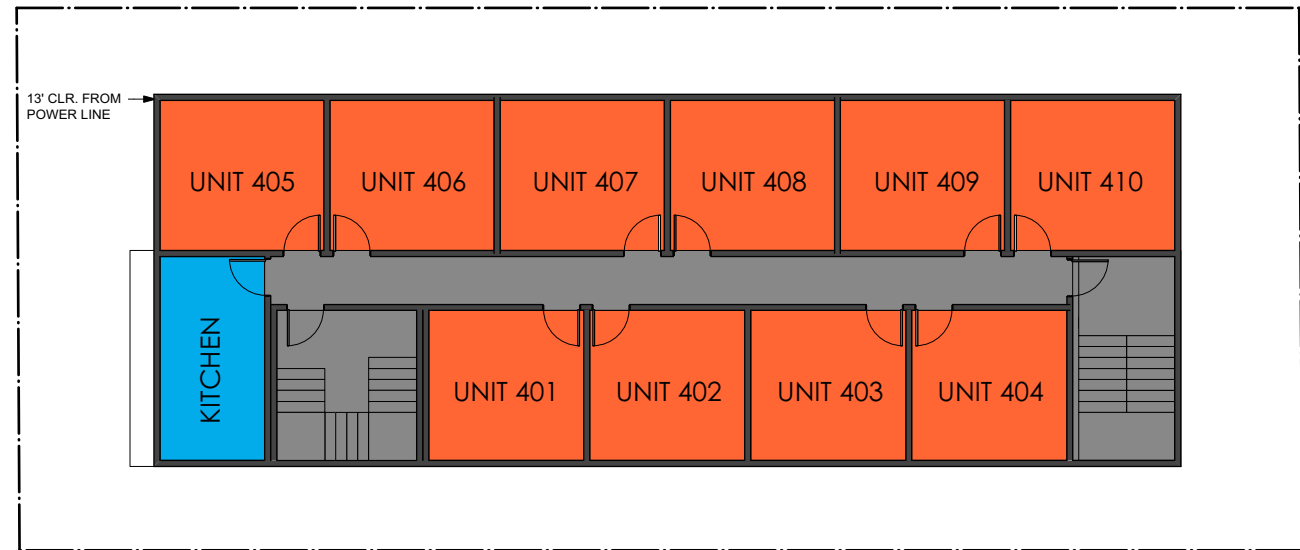 13' CLR. FROM
POWER LINE
UNIT 405
UNIT 406
UNIT 407
UNIT 408
UNIT 409
UNIT 410
KITCHEN
UNIT 401
UNIT 402
UNIT 403
UNIT 404